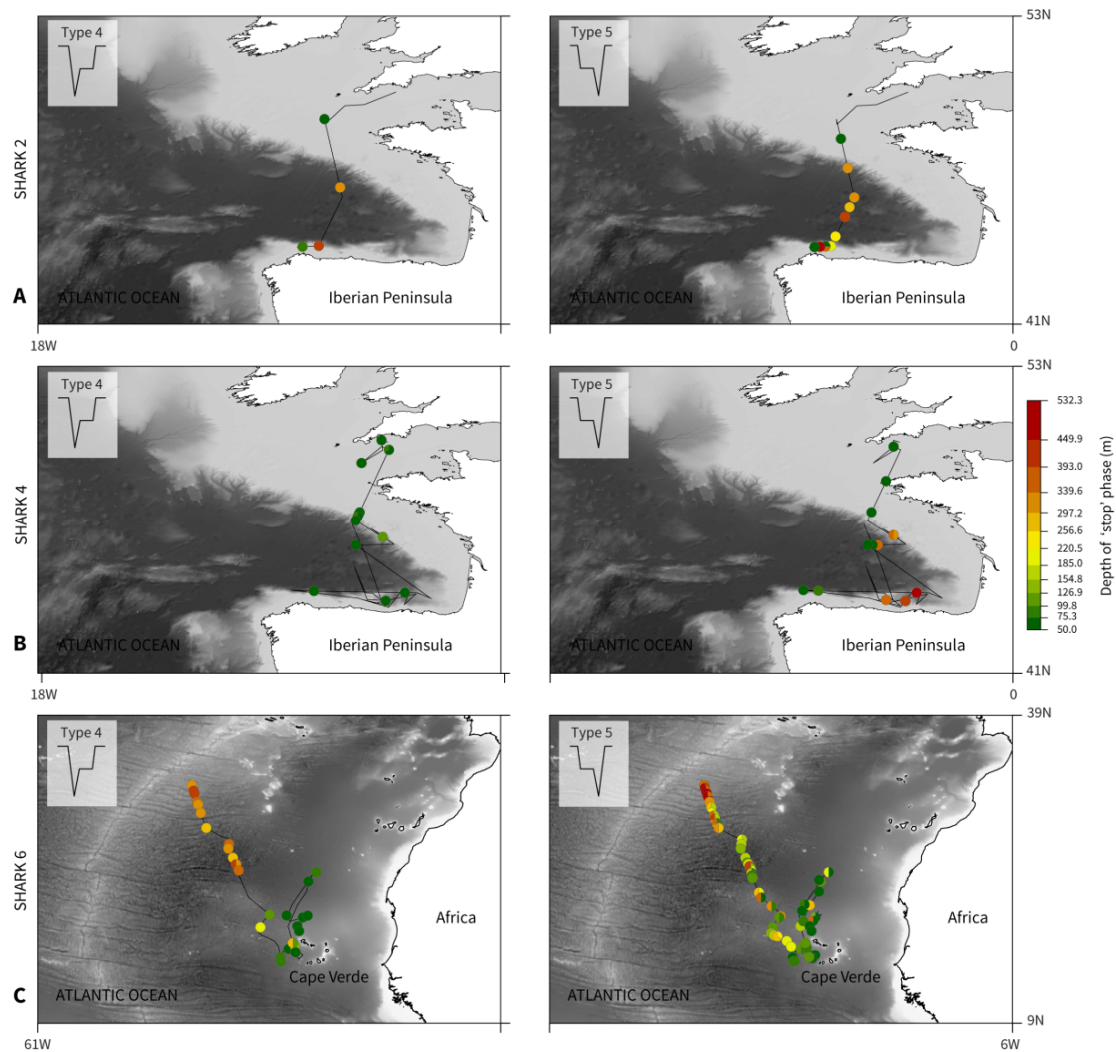 Type 4
Type 5
53N
SHARK 2
A
ATLANTIC OCEAN
Iberian Peninsula
ATLANTIC OCEAN
Iberian Peninsula
41N
18W
0
Type 4
Type 5
53N
SHARK 4
B
ATLANTIC OCEAN
Iberian Peninsula
ATLANTIC OCEAN
Iberian Peninsula
41N
18W
0
532.3
449.9
393.0
339.6
297.2
256.6
220.5
185.0
154.8
126.9
99.8
75.3
50.0
Depth of 'stop' phase (m)
Type 4
Type 5
39N
SHARK 6
Africa
Africa
Cape Verde
Cape Verde
C
ATLANTIC OCEAN
ATLANTIC OCEAN
9N
61W
6W